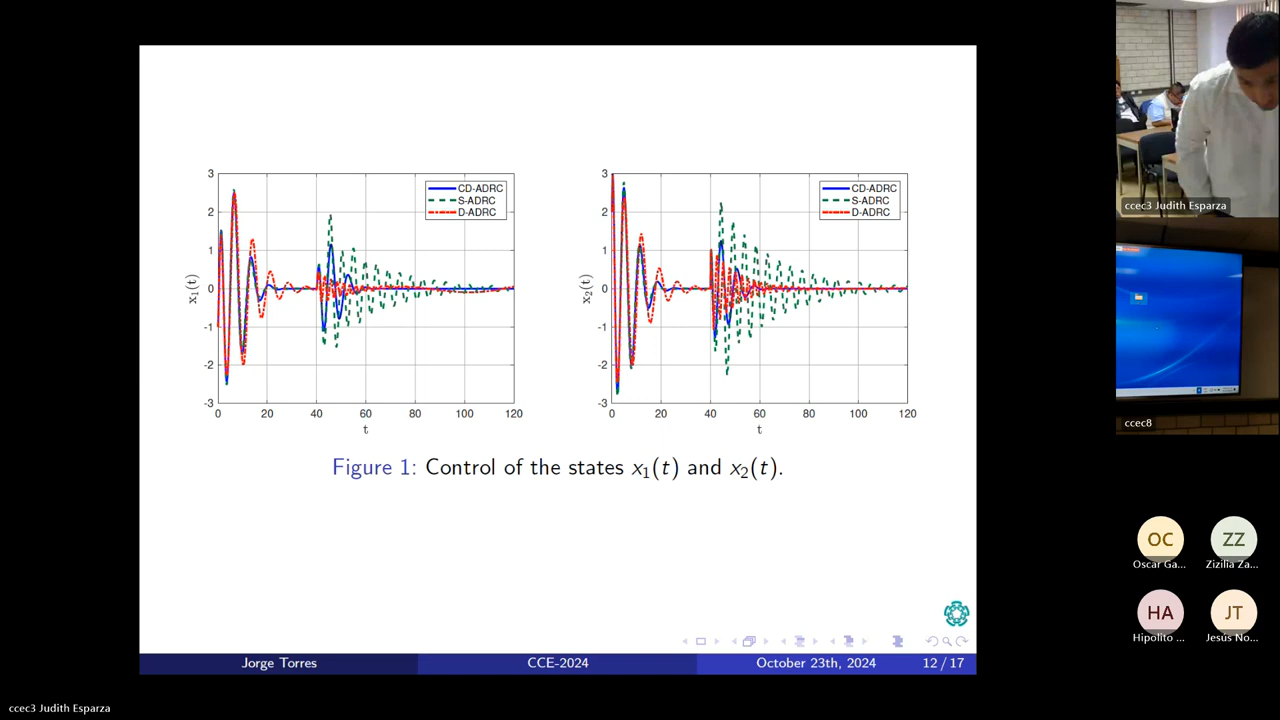 3
2
1
0
-1
-2
-3
0
20
40
60
80
100
120
x₁(t)
t
CD-ADRC
S-ADRC
D-ADRC
3
2
1
0
-1
-2
-3
0
20
40
60
80
100
120
x₂(t)
t
CD-ADRC
S-ADRC
D-ADRC
Figure 1: Control of the states x₁(t) and x₂(t).
Jorge Torres
CCE-2024
October 23th, 2024
12 / 17
ccec3 Judith Esparza
ccec8
OC
Oscar Ga...
ZZ
Zizilia Za...
HA
Hipolito ...
JT
Jesús No...
ccec3 Judith Esparza